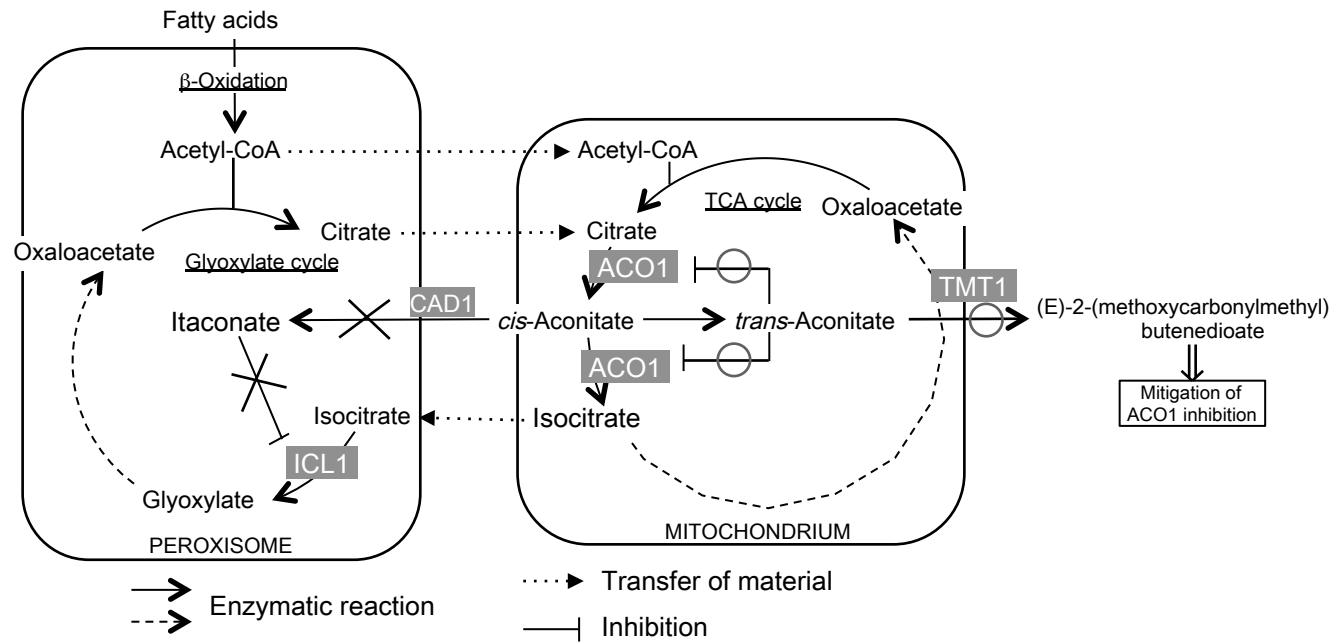 Fatty acids
β-Oxidation
Acetyl-CoA
Oxaloacetate
Citrate
Glyoxylate cycle
Itaconate
CAD1
Isocitrate
ICL1
Glyoxylate
PEROXISOME
Acetyl-CoA
TCA cycle
Oxaloacetate
Citrate
ACO1
cis-Aconitate
trans-Aconitate
TMT1
(E)-2-(methoxycarbonylmethyl)
butenedioate
ACO1
Isocitrate
Mitigation of
ACO1 inhibition
MITOCHONDRIUM
Enzymatic reaction
Transfer of material
Inhibition